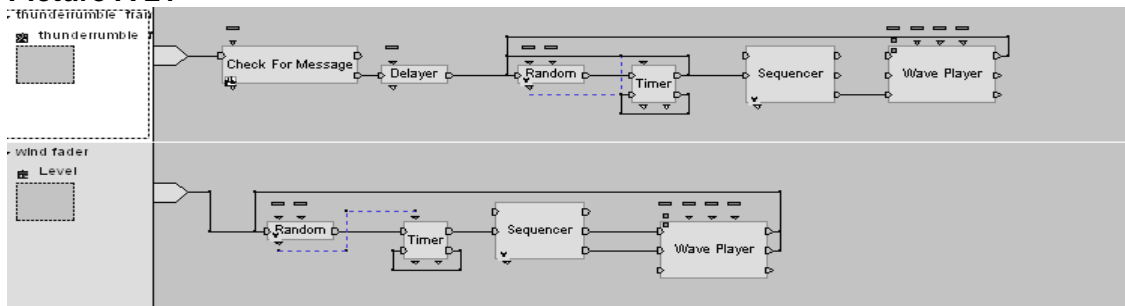 thunderrumble
thunderrumble
Check For Message
Delayer
Random
Timer
Sequencer
Wave Player
wind fader
Level
Random
Timer
Sequencer
Wave Player